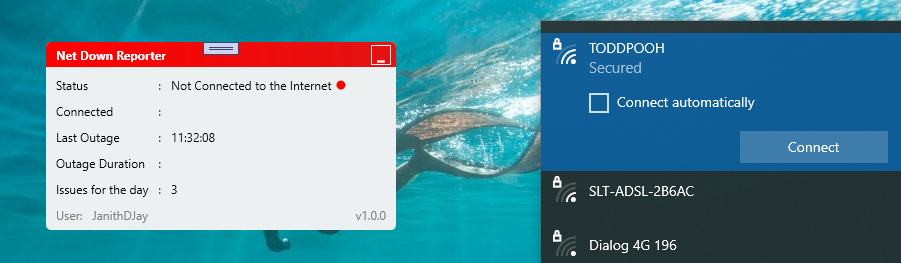 Net Down Reporter
Status : Not Connected to the Internet
Connected :
Last Outage : 11:32:08
Outage Duration :
Issues for the day : 3
User: JanithDJay v1.0.0
TODDPOOH
Secured
Connect automatically
Connect
SLT-ADSL-2B6AC
Dialog 4G 196